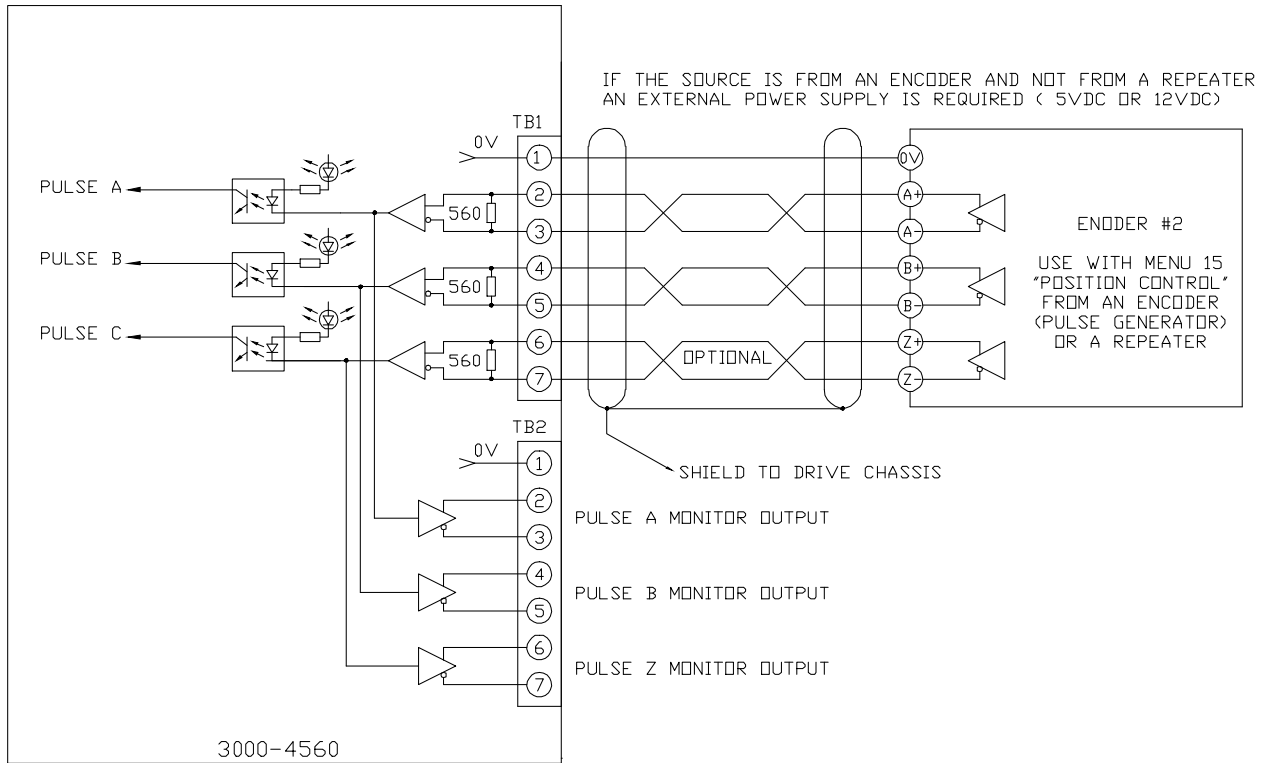 IF THE SOURCE IS FROM AN ENCODER AND NOT FROM A REPEATER
AN EXTERNAL POWER SUPPLY IS REQUIRED ( 5VDC OR 12VDC)
TB1
0V
1
2
3
4
5
6
7
560
560
560
PULSE A
PULSE B
PULSE C
OPTIONAL
0V
A+
A-
B+
B-
Z+
Z-
ENODER #2
USE WITH MENU 15
"POSITION CONTROL"
FROM AN ENCODER
(PULSE GENERATOR)
OR A REPEATER
SHIELD TO DRIVE CHASSIS
TB2
0V
1
2
3
4
5
6
7
PULSE A MONITOR OUTPUT
PULSE B MONITOR OUTPUT
PULSE Z MONITOR OUTPUT
3000-4560